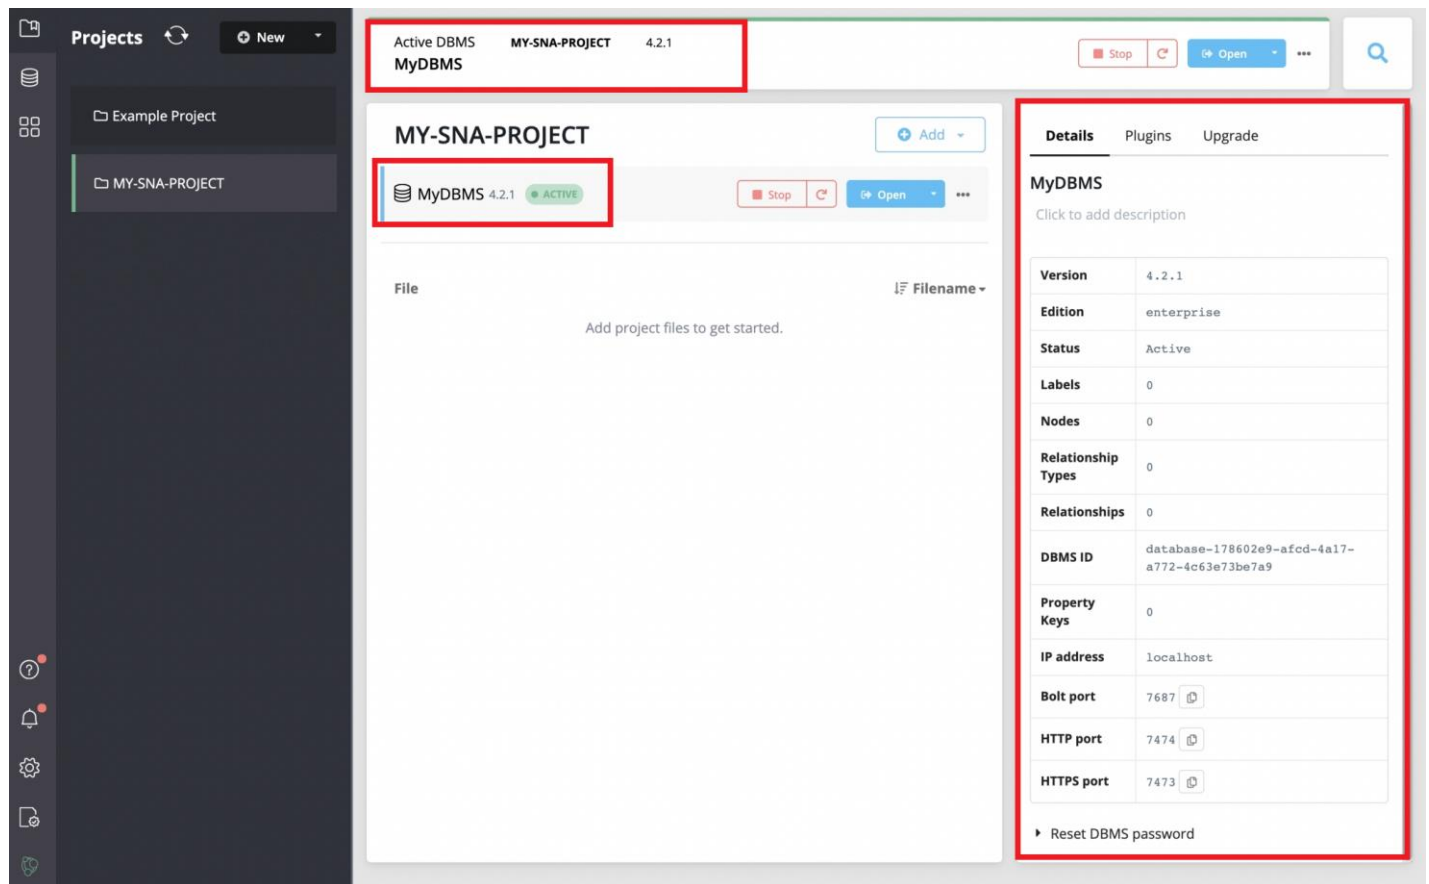 Projects
New
Example Project
MY-SNA-PROJECT
Active DBMS MY-SNA-PROJECT 4.2.1
MyDBMS
Stop Open
MY-SNA-PROJECT
Add
MyDBMS 4.2.1 ACTIVE
Stop Open
File Filename
Add project files to get started.
Details Plugins Upgrade
MyDBMS
Click to add description
Version 4.2.1
Edition enterprise
Status Active
Labels 0
Nodes 0
Relationship
Types 0
Relationships 0
DBMS ID database-178602e9-afcd-4a17-
a772-4c63e73be7a9
Property
Keys 0
IP address localhost
Bolt port 7687
HTTP port 7474
HTTPS port 7473
Reset DBMS password